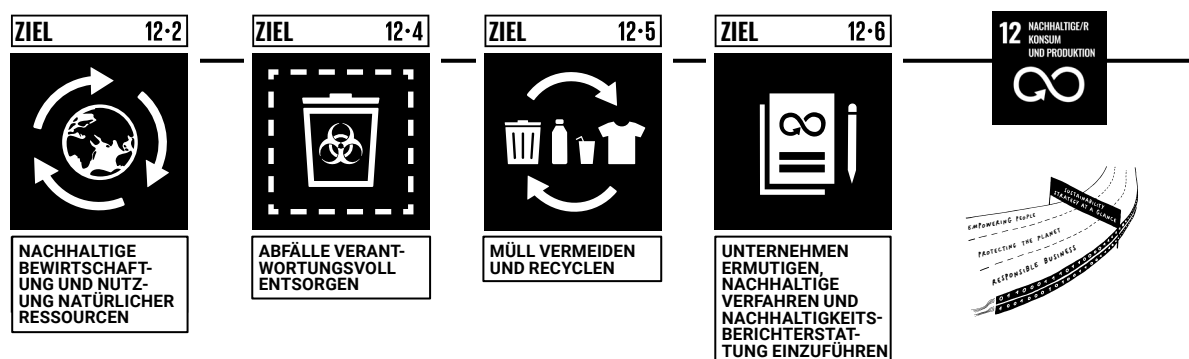 ZIEL 12·2
NACHHALTIGE
BEWIRTSCHAFT-
UNG UND NUTZ-
UNG NATÜRLICHER
RESSOURCEN
ZIEL 12·4
ABFÄLLE VERANT-
WORTUNGSVOLL
ENTSORGEN
ZIEL 12·5
MÜLL VERMEIDEN
UND RECYCLEN
ZIEL 12·6
UNTERNEHMEN
ERMUTIGEN,
NACHHALTIGE
VERFAHREN UND
NACHHALTIGKEITS-
BERICHTERSTAT-
TUNG EINZUFÜHREN
12 NACHHALTIGE/R
KONSUM
UND PRODUKTION
SUSTAINABILITY
STRATEGY AT A GLANCE
EMPOWERING PEOPLE
PROTECTING THE PLANET
RESPONSIBLE BUSINESS